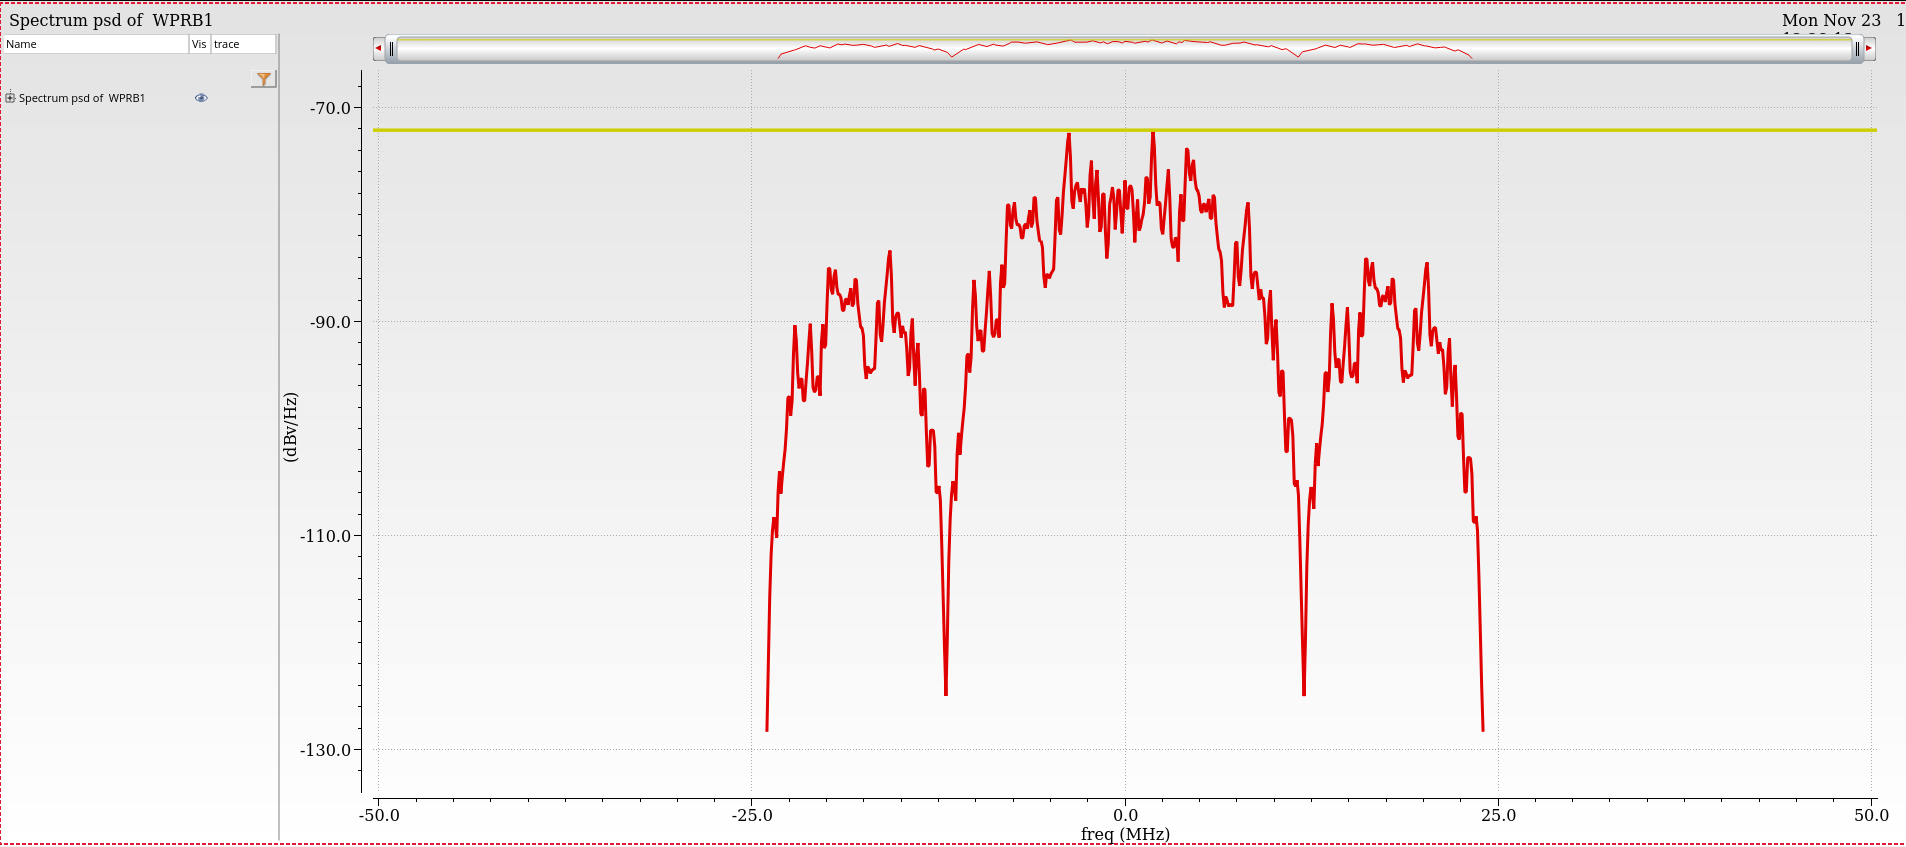 Spectrum psd of WPRB1
Mon Nov 23 1
Name Vis trace
Spectrum psd of WPRB1
-70.0
-90.0
-110.0
-130.0
(dBv/Hz)
-50.0 -25.0 0.0 25.0 50.0
freq (MHz)